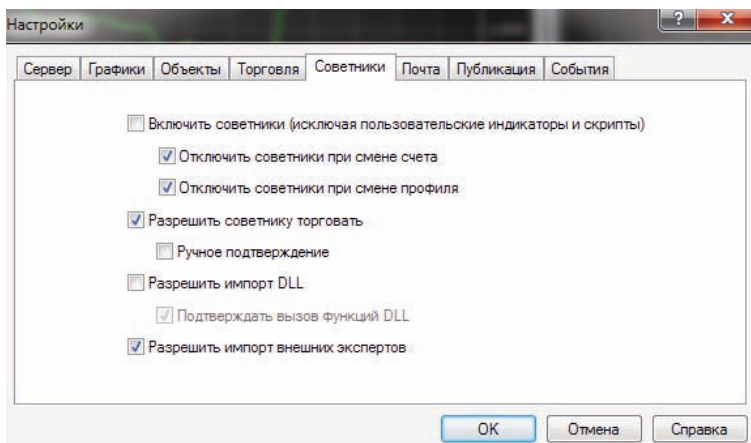 Настройки
Сервер Графики Объекты Торговля Советники Почта Публикация События
Включить советники (исключая пользовательские индикаторы и скрипты)
Отключить советники при смене счета
Отключить советники при смене профиля
Разрешить советнику торговать
Ручное подтверждение
Разрешить импорт DLL
Подтверждать вызов функций DLL
Разрешить импорт внешних экспертов
OK Отмена Справка